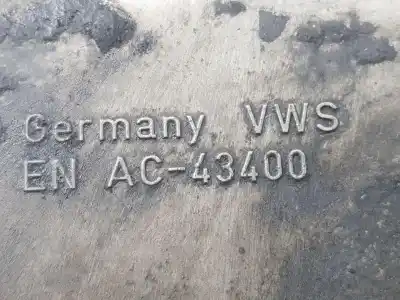 Germany VWS
EN AC-43400